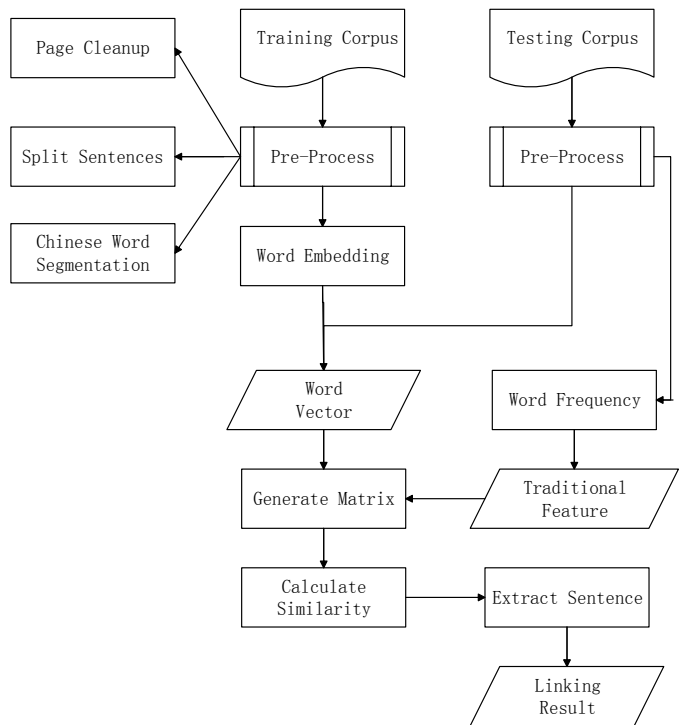 Page Cleanup
Training Corpus
Testing Corpus
Split Sentences
Pre-Process
Pre-Process
Chinese Word
Segmentation
Word Embedding
Word
Vector
Word Frequency
Generate Matrix
Traditional
Feature
Calculate
Similarity
Extract Sentence
Linking
Result